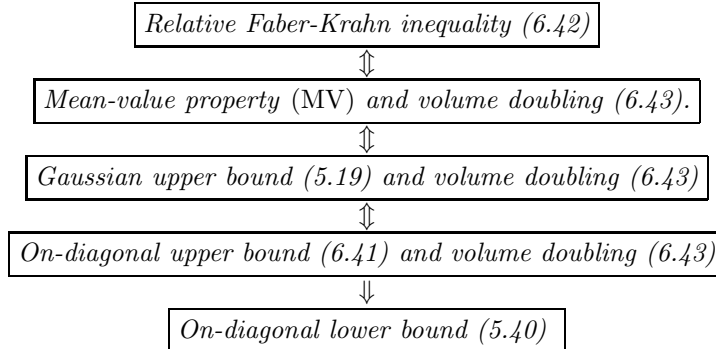 Relative Faber-Krahn inequality (6.42)
⇕
Mean-value property (MV) and volume doubling (6.43).
⇕
Gaussian upper bound (5.19) and volume doubling (6.43)
⇕
On-diagonal upper bound (6.41) and volume doubling (6.43)
⇓
On-diagonal lower bound (5.40)